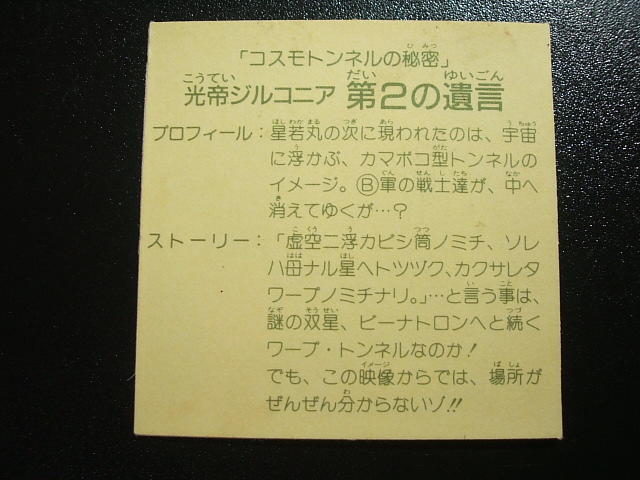 「コスモトンネルの秘密」
光帝ジルコニア 第2の遺言
プロフィール：星若丸の次に現われたのは、宇宙
に浮かぶ、カマボコ型トンネルの
イメージ。Ⓑ軍の戦士達が、中へ
消えてゆくが…？
ストーリー：「虚空ニ浮カビシ筒ノミチ、ソレ
ハ母ナル星ヘトツヅク、カクサレタ
ワープノミチナリ。」…と言う事は、
謎の双星、ビーナトロンへと続く
ワープ・トンネルなのか！
でも、この映像からでは、場所が
ぜんぜん分からないゾ!!